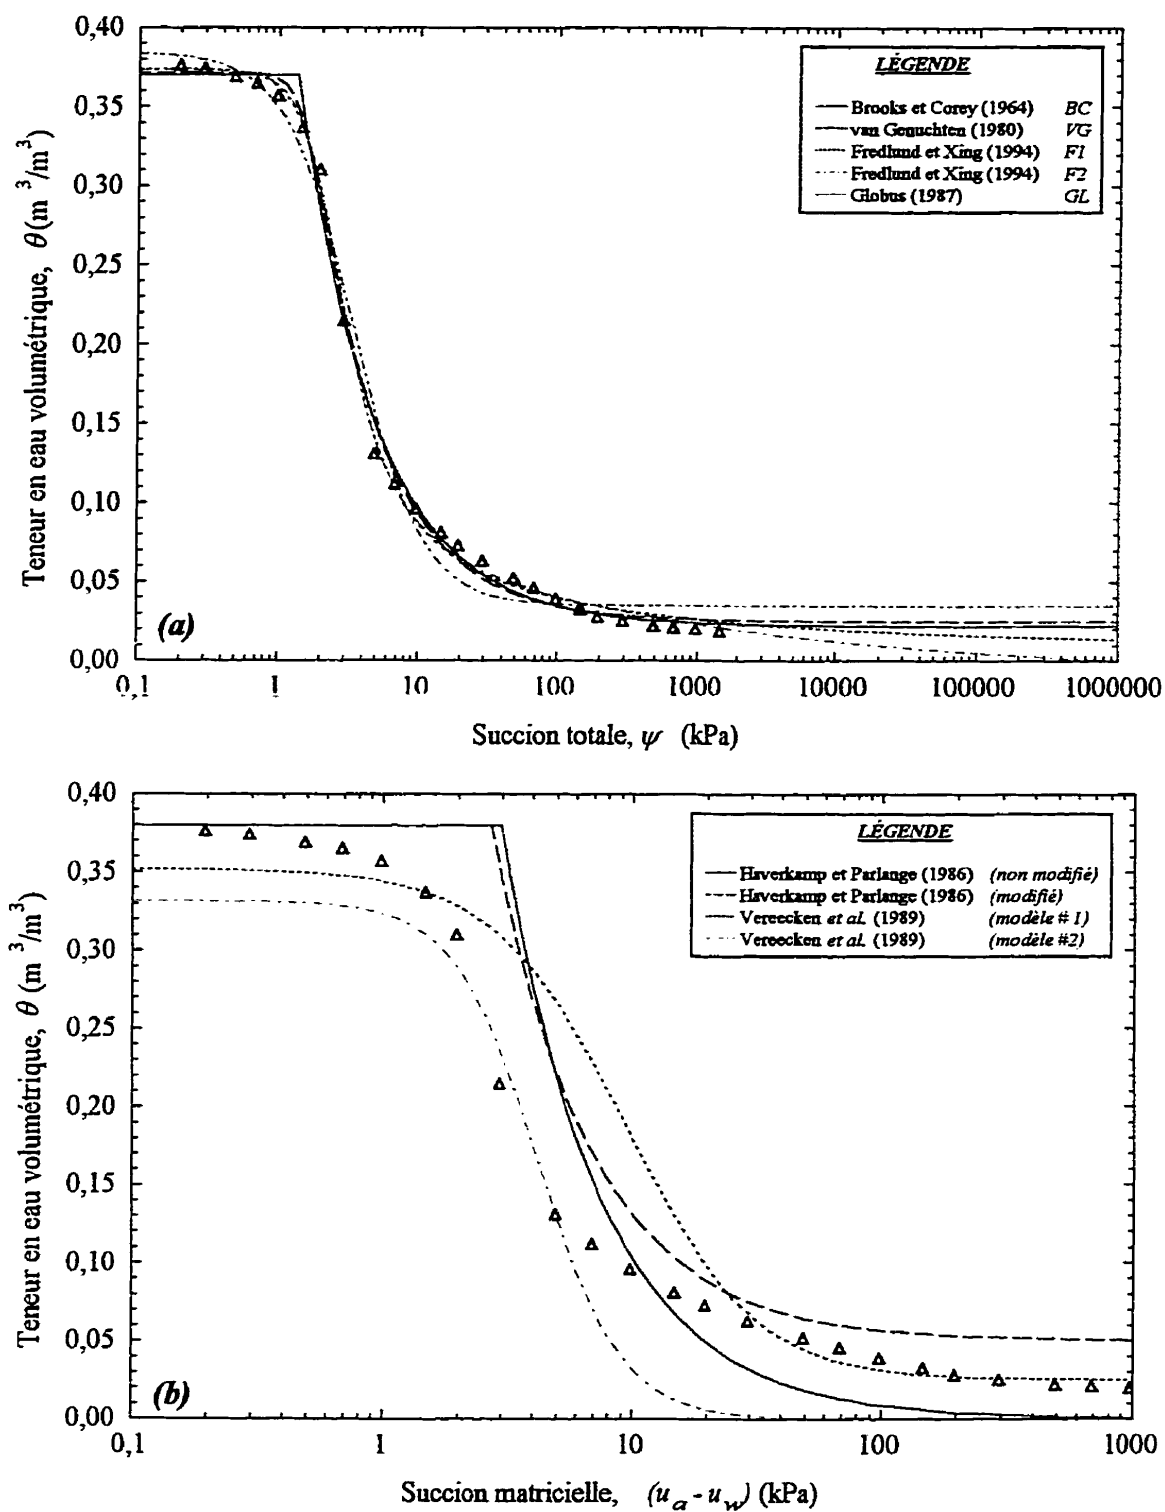 0,40
0,35
0,30
0,25
0,20
0,15
0,10
0,05
0,00
Teneur en eau volumétrique, θ(m³/m³)
LÉGENDE
Brooks et Corey (1964) BC
van Genuchten (1980) VG
Fredlund et Xing (1994) F1
Fredlund et Xing (1994) F2
Globus (1987) GL
(a)
0,1 1 10 100 1000 10000 100000 1000000
Succion totale, ψ (kPa)
0,40
0,35
0,30
0,25
0,20
0,15
0,10
0,05
0,00
Teneur en eau volumétrique, θ (m³/m³)
LÉGENDE
Haverkamp et Parlange (1986) (non modifié)
Haverkamp et Parlange (1986) (modifié)
Vereecken et al. (1989) (modèle # 1)
Vereecken et al. (1989) (modèle #2)
(b)
0,1 1 10 100 1000
Succion matricielle, (u_a - u_w) (kPa)